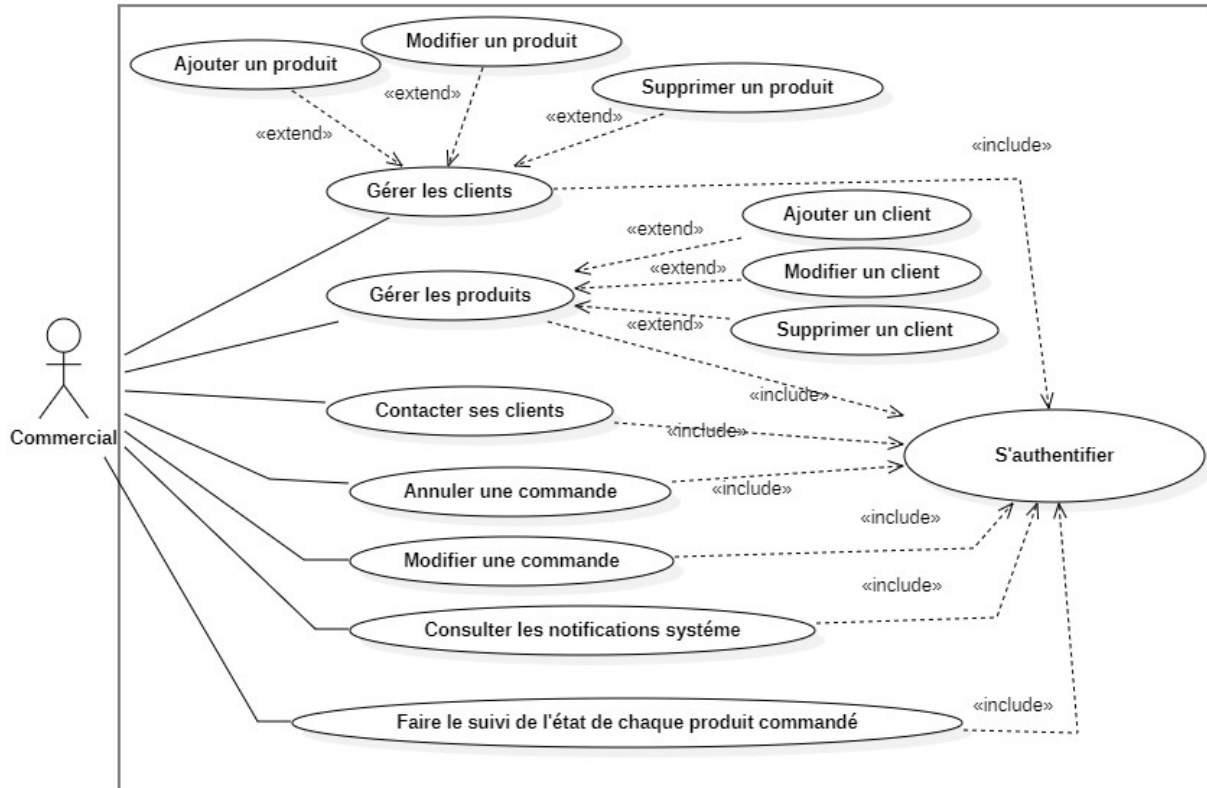 Modifier un produit
Ajouter un produit
Supprimer un produit
«extend»
«extend»
«extend»
«include»
Gérer les clients
Ajouter un client
«extend»
Modifier un client
«extend»
Gérer les produits
Supprimer un client
«extend»
«include»
Contacter ses clients
«include»
Commercial
S'authentifier
Annuler une commande
«include»
«include»
Modifier une commande
«include»
Consulter les notifications systéme
Faire le suivi de l'état de chaque produit commandé
«include»